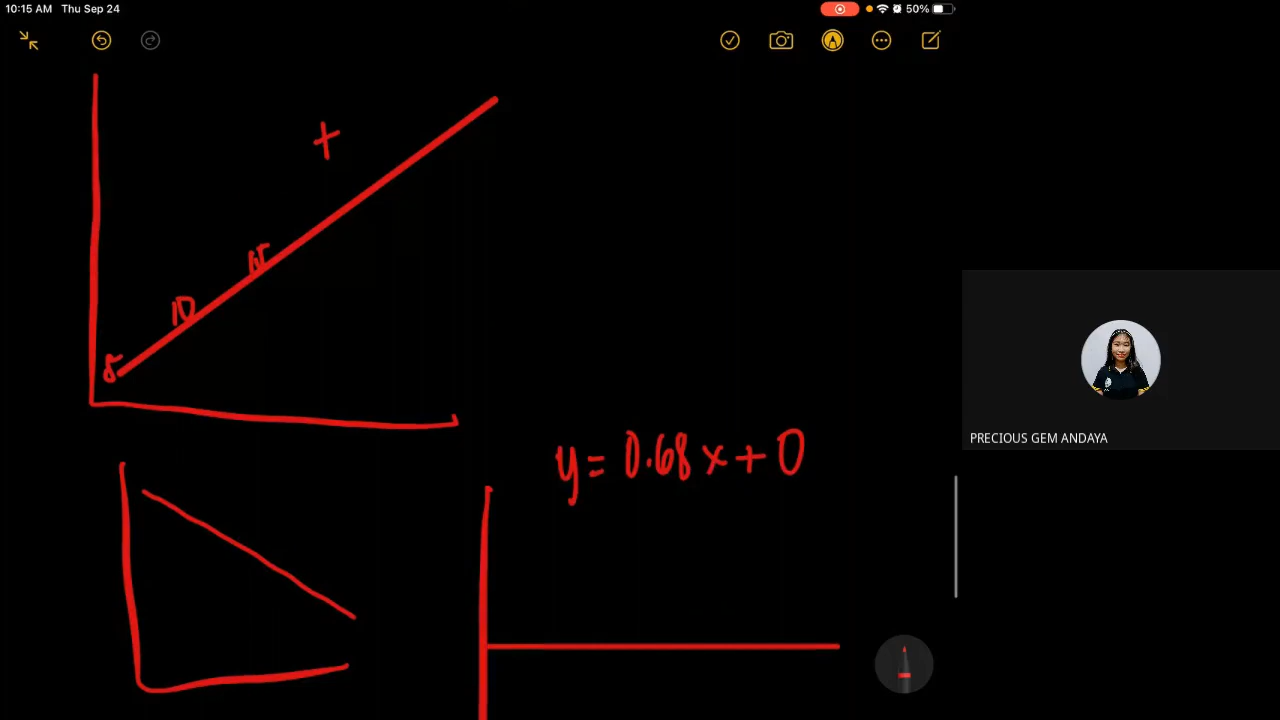 10:15 AM Thu Sep 24
50%
+
15
10
5
y = 0.68x + 0
PRECIOUS GEM ANDAYA